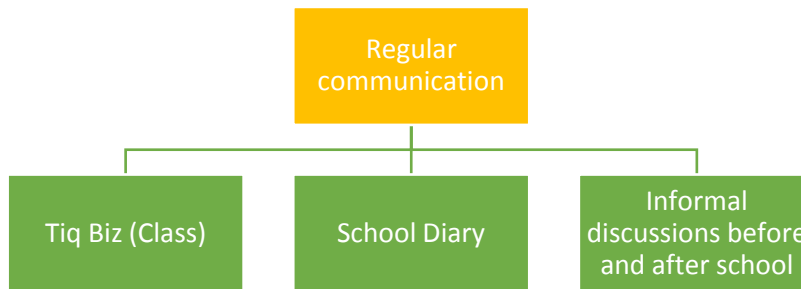 Regular
communication
Tiq Biz (Class)
School Diary
Informal
discussions before
and after school